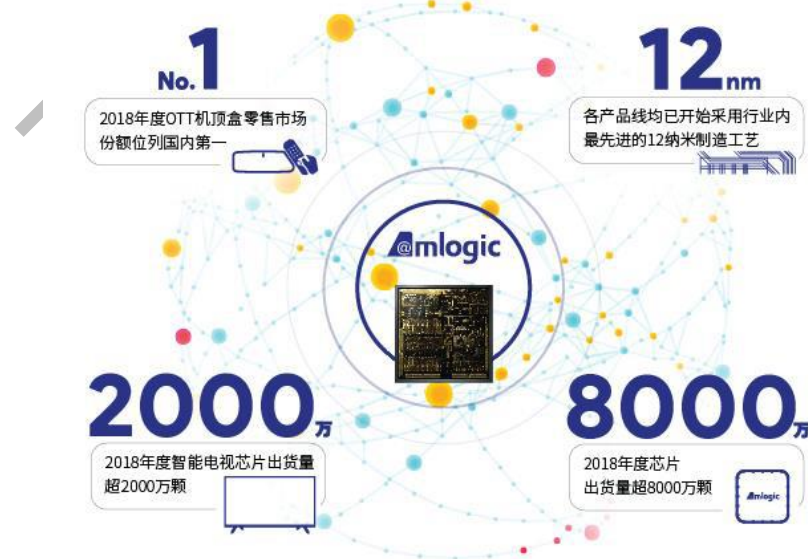 No.1
2018年度OTT机顶盒零售市场
份额位列国内第一
12nm
各产品线均已开始采用行业内
最先进的12纳米制造工艺
@mlogic
2000万
2018年度智能电视芯片出货量
超2000万颗
8000万
2018年度芯片
出货量超8000万颗
Amlogic